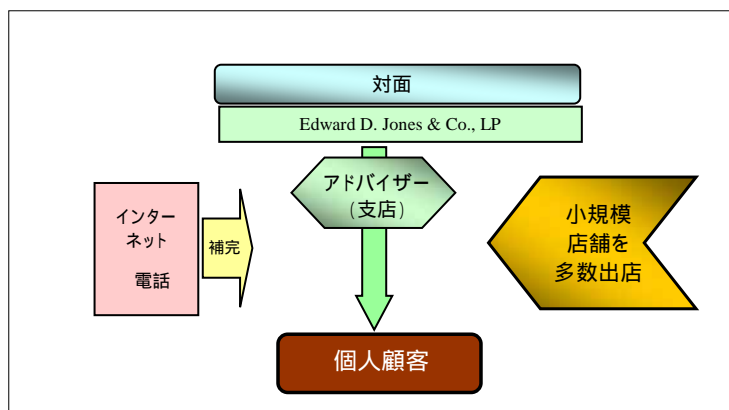 対面
Edward D. Jones & Co., LP
アドバイザー
(支店)
インター
ネット
電話
補完
小規模
店舗を
多数出店
個人顧客